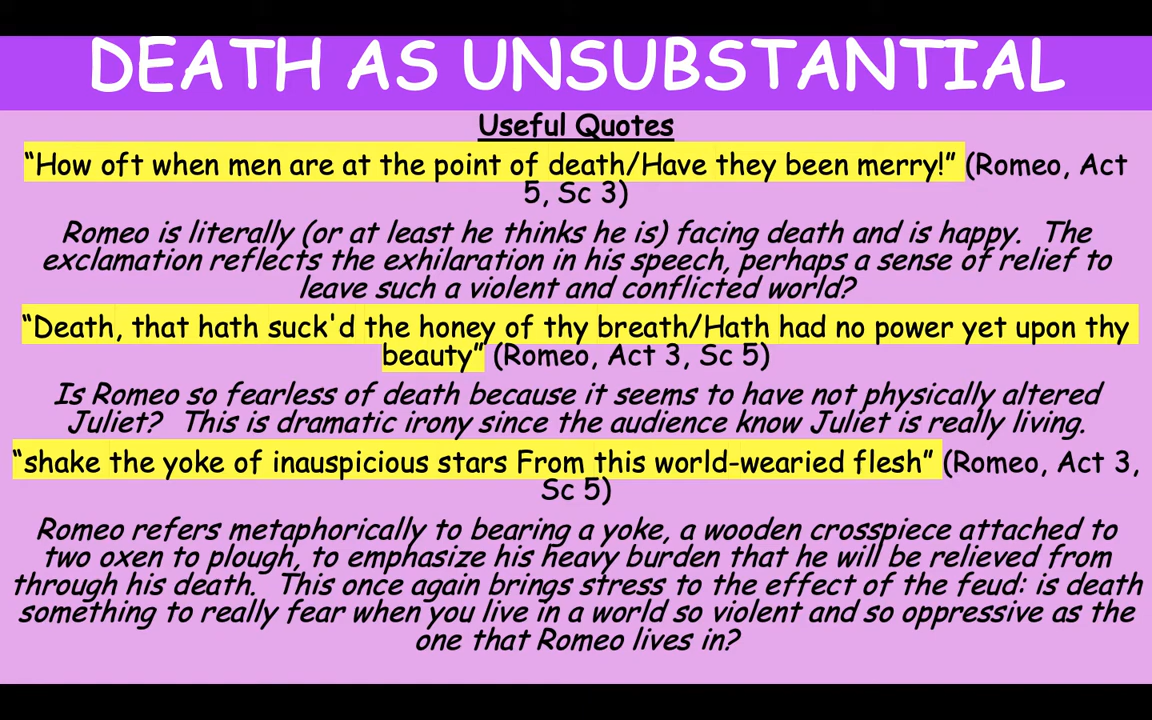 DEATH AS UNSUBSTANTIAL
Useful Quotes
“How oft when men are at the point of death/Have they been merry!” (Romeo, Act
5, Sc 3)
Romeo is literally (or at least he thinks he is) facing death and is happy.  The
exclamation reflects the exhilaration in his speech, perhaps a sense of relief to
leave such a violent and conflicted world?
“Death, that hath suck'd the honey of thy breath/Hath had no power yet upon thy
beauty” (Romeo, Act 3, Sc 5)
Is Romeo so fearless of death because it seems to have not physically altered
Juliet?  This is dramatic irony since the audience know Juliet is really living.
“shake the yoke of inauspicious stars From this world-wearied flesh” (Romeo, Act 3,
Sc 5)
Romeo refers metaphorically to bearing a yoke, a wooden crosspiece attached to
two oxen to plough, to emphasize his heavy burden that he will be relieved from
through his death.  This once again brings stress to the effect of the feud: is death
something to really fear when you live in a world so violent and so oppressive as the
one that Romeo lives in?